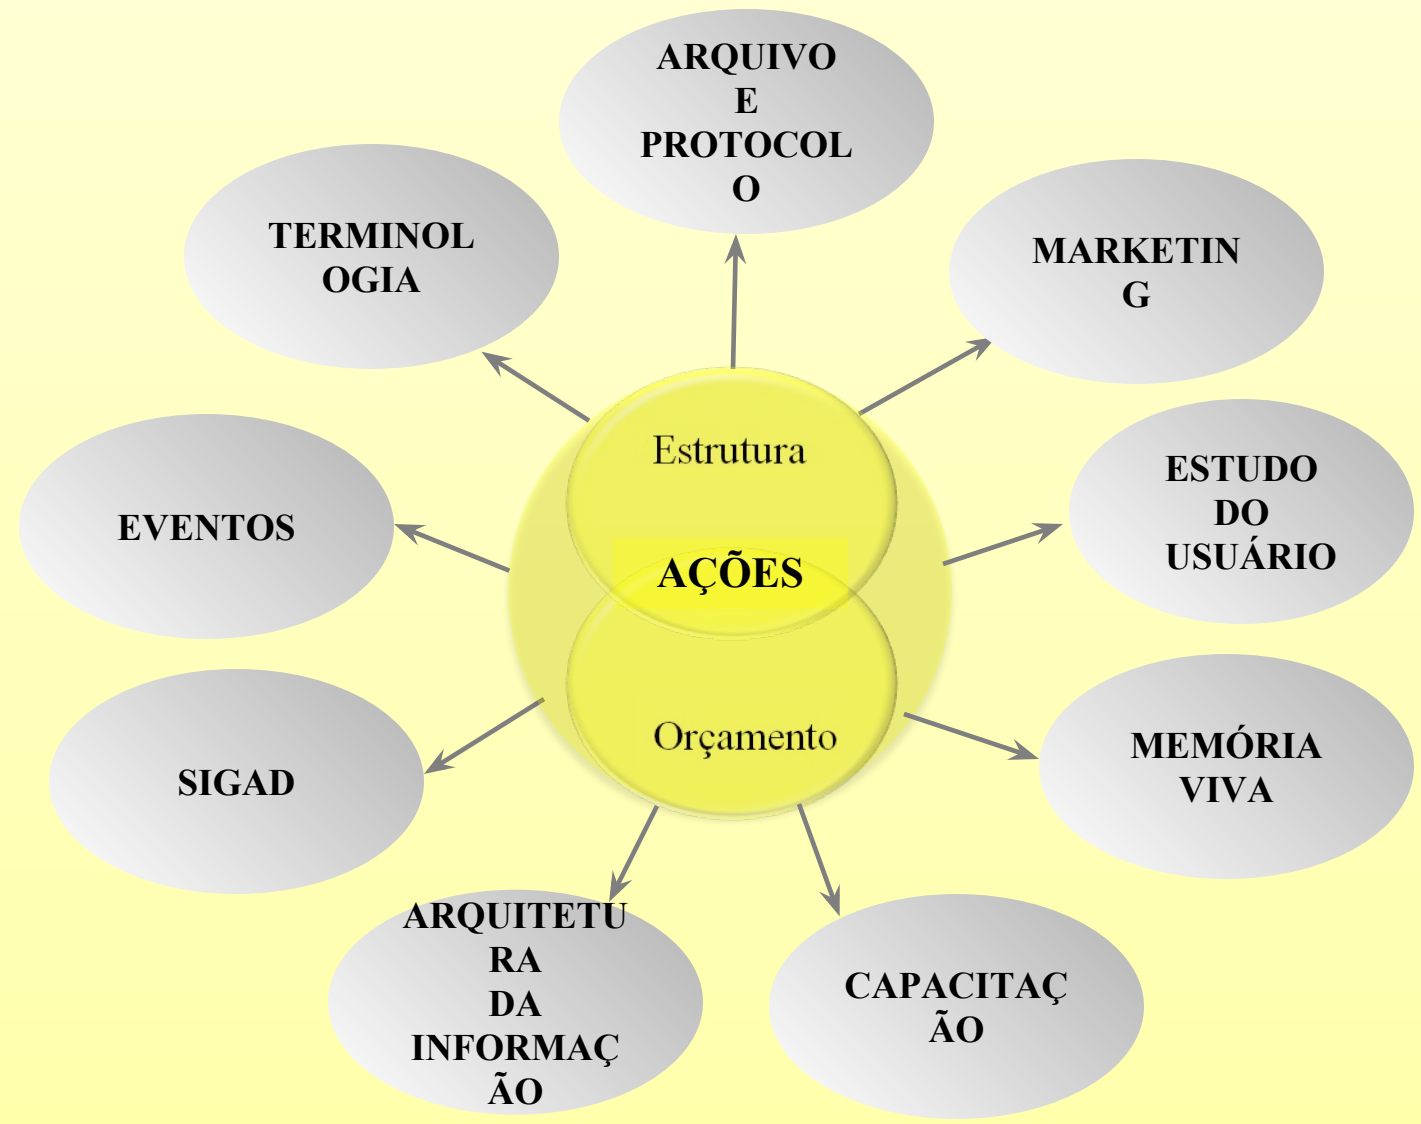 ARQUIVO
E
PROTOCOL
O
TERMINOL
OGIA
MARKETIN
G
Estrutura
ESTUDO
DO
USUÁRIO
EVENTOS
AÇÕES
Orçamento
MEMÓRIA
VIVA
SIGAD
ARQUITETU
RA
DA
INFORMAÇ
ÃO
CAPACITAÇ
ÃO